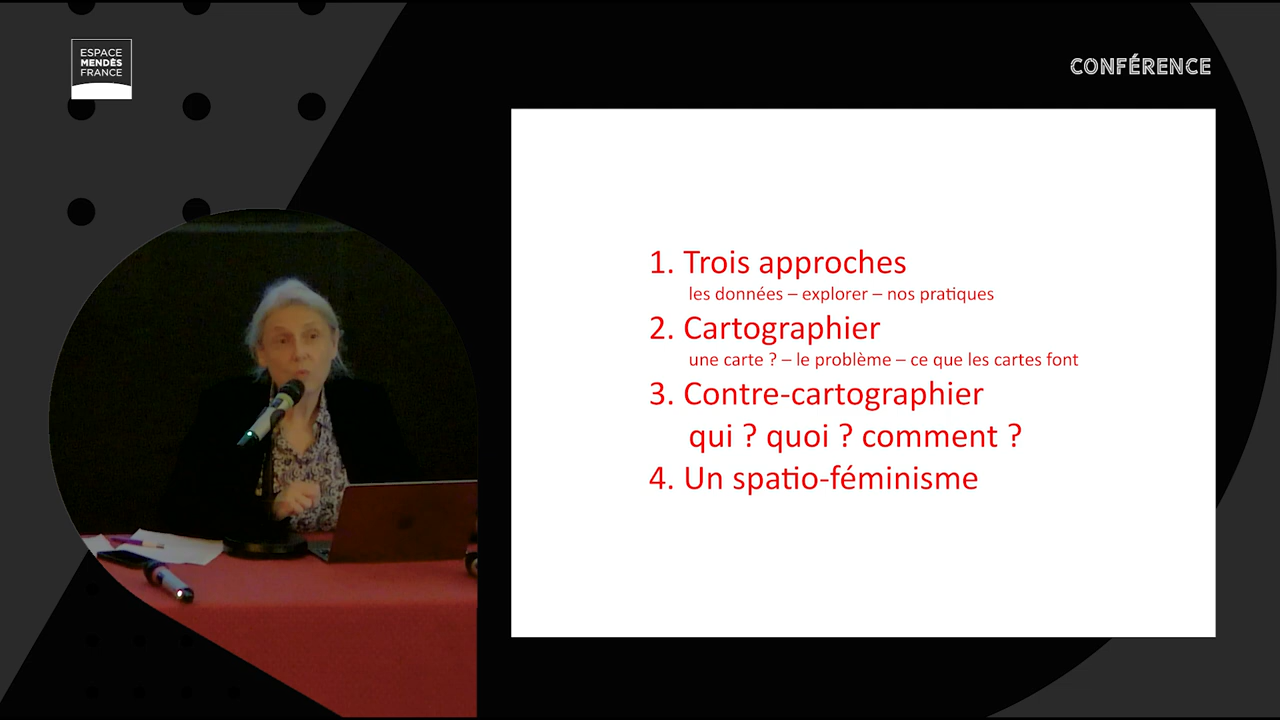 ESPACE
MENDÈS
FRANCE
CONFÉRENCE
1. Trois approches
les données – explorer – nos pratiques
2. Cartographier
une carte ? – le problème – ce que les cartes font
3. Contre-cartographier
qui ? quoi ? comment ?
4. Un spatio-féminisme